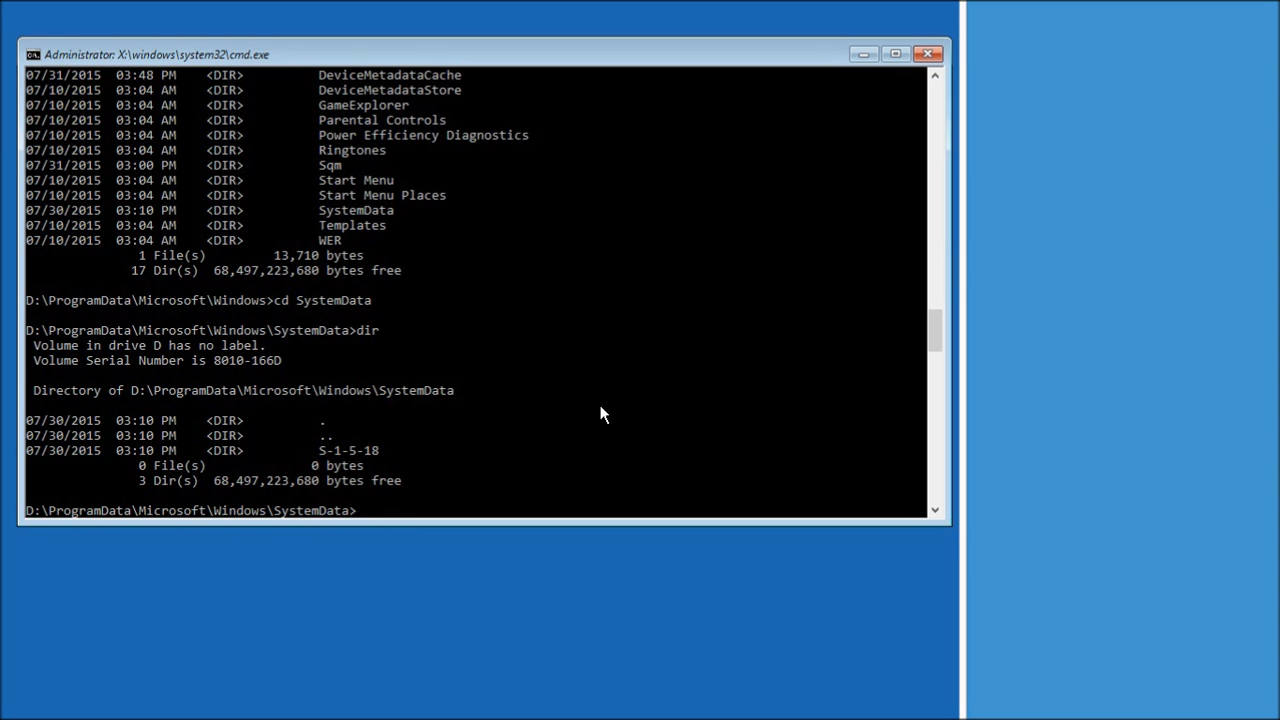 Administrator: X:\windows\system32\cmd.exe
07/31/2015  03:48 PM    <DIR>          DeviceMetadataCache
07/10/2015  03:04 AM    <DIR>          DeviceMetadataStore
07/10/2015  03:04 AM    <DIR>          GameExplorer
07/10/2015  03:04 AM    <DIR>          Parental Controls
07/10/2015  03:04 AM    <DIR>          Power Efficiency Diagnostics
07/10/2015  03:04 AM    <DIR>          Ringtones
07/31/2015  03:00 PM    <DIR>          Sqm
07/10/2015  03:04 AM    <DIR>          Start Menu
07/10/2015  03:04 AM    <DIR>          Start Menu Places
07/30/2015  03:10 PM    <DIR>          SystemData
07/10/2015  03:04 AM    <DIR>          Templates
07/10/2015  03:04 AM    <DIR>          WER
1 File(s)         13,710 bytes
17 Dir(s)  68,497,223,680 bytes free
D:\ProgramData\Microsoft\Windows>cd SystemData
D:\ProgramData\Microsoft\Windows\SystemData>dir
Volume in drive D has no label.
Volume Serial Number is 8010-166D
Directory of D:\ProgramData\Microsoft\Windows\SystemData
07/30/2015  03:10 PM    <DIR>          .
07/30/2015  03:10 PM    <DIR>          ..
07/30/2015  03:10 PM    <DIR>          S-1-5-18
0 File(s)              0 bytes
3 Dir(s)  68,497,223,680 bytes free
D:\ProgramData\Microsoft\Windows\SystemData>